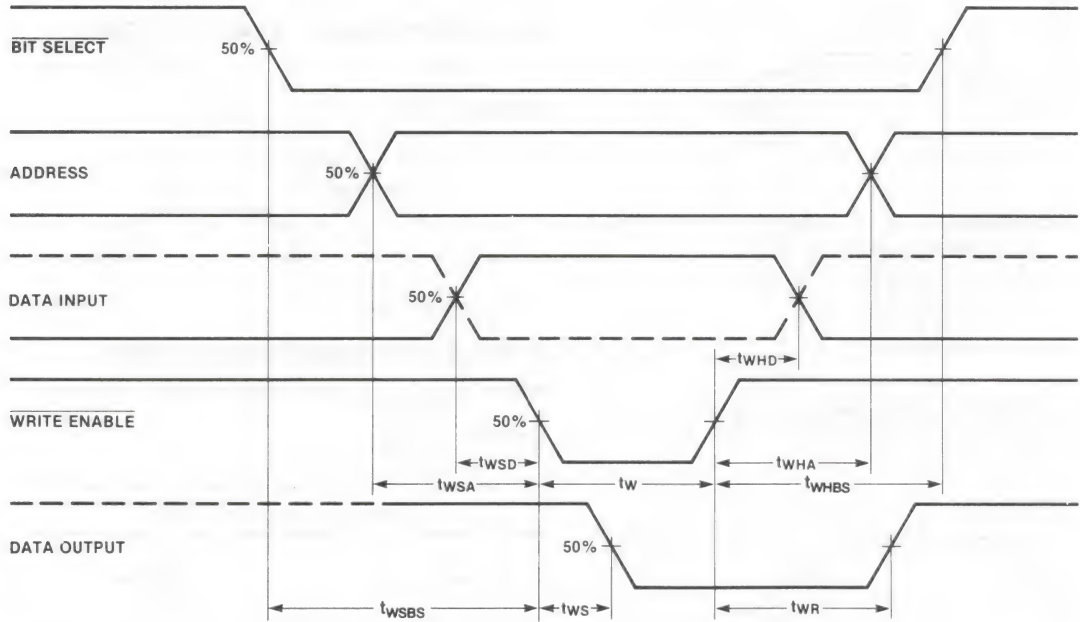 BIT SELECT
50%
ADDRESS
50%
DATA INPUT
50%
tWHD
WRITE ENABLE
50%
tWSD
tWHA
tWSA
tW
tWHBS
DATA OUTPUT
50%
tWSBS
tWS
tWR